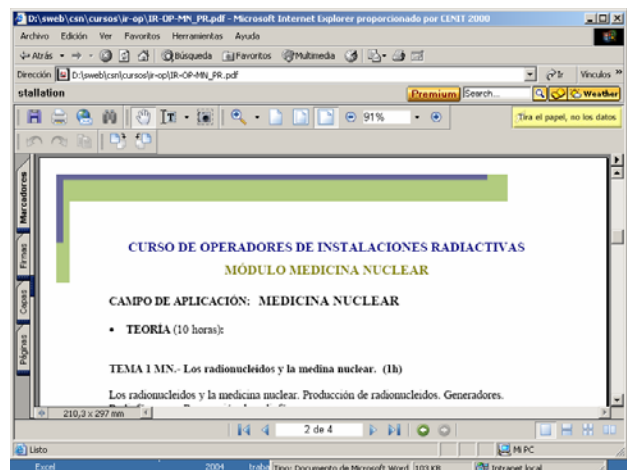 D:\sweb\csn\cursos\ir-op\IR-OP-MN_PR.pdf - Microsoft Internet Explorer proporcionado por CENIT 2000
Archivo Edición Ver Favoritos Herramientas Ayuda
Atrás Búsqueda Favoritos Multimedia
Dirección D:\sweb\csn\cursos\ir-op\IR-OP-MN_PR.pdf Ir Vínculos »
stallation Premium Search... Weather
91% Tira el papel, no los datos
Marcadores
Firmas
Capas
Páginas
CURSO DE OPERADORES DE INSTALACIONES RADIACTIVAS
MÓDULO MEDICINA NUCLEAR
CAMPO DE APLICACIÓN: MEDICINA NUCLEAR
• TEORÍA (10 horas):
TEMA 1 MN.- Los radionucleídos y la medina nuclear. (1h)
Los radionucleidos y la medicina nuclear. Producción de radionucleidos. Generadores.
210,3 x 297 mm
2 de 4
Listo Mi PC
Excel 2004 Tipo: Documento de Microsoft Word 103 KB Intranet local